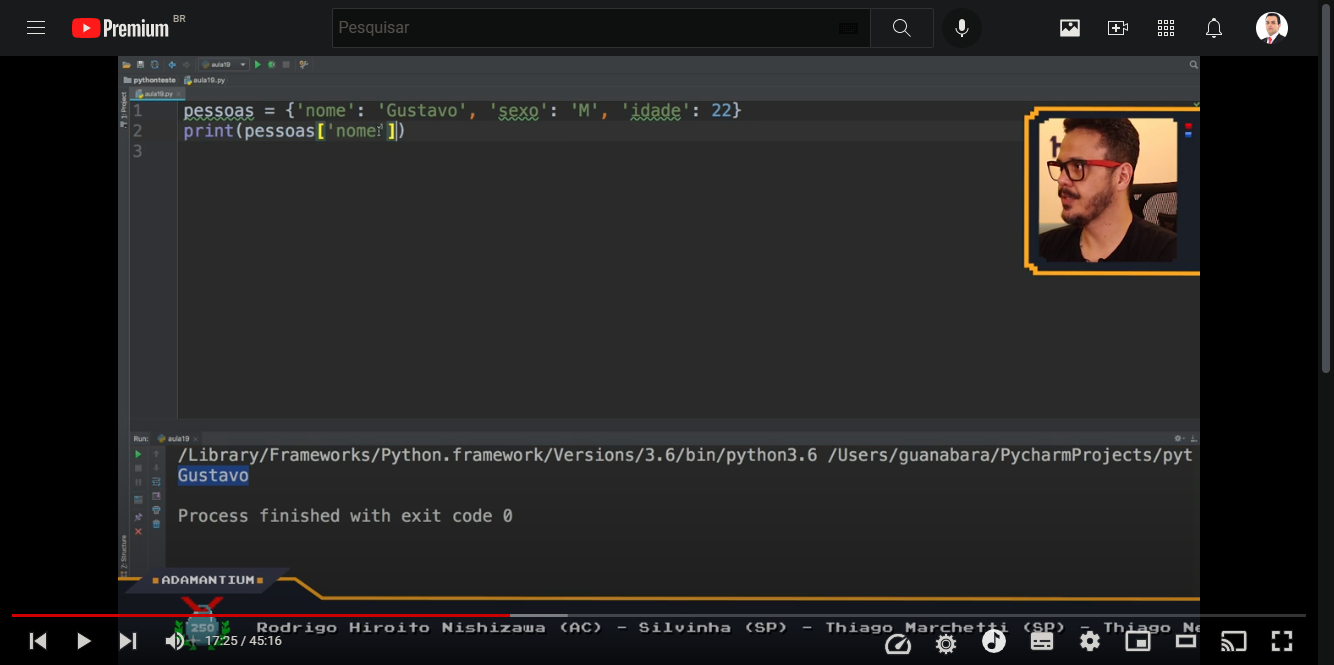 Premium BR
Pesquisar
aula19
pythonteste aula19.py
aula19.py
1: Project
1 pessoas = {'nome': 'Gustavo', 'sexo': 'M', 'idade': 22}
2 print(pessoas['nome'])
3
Run: aula19
/Library/Frameworks/Python.framework/Versions/3.6/bin/python3.6 /Users/guanabara/PycharmProjects/pyt
Gustavo
Process finished with exit code 0
Z: Structure
ADAMANTIUM
250
Rodrigo Hiroito Nishizawa (AC) - Silvinha (SP) - Thiago Marchetti (SP) - Thiago Ne
17:25 / 45:16